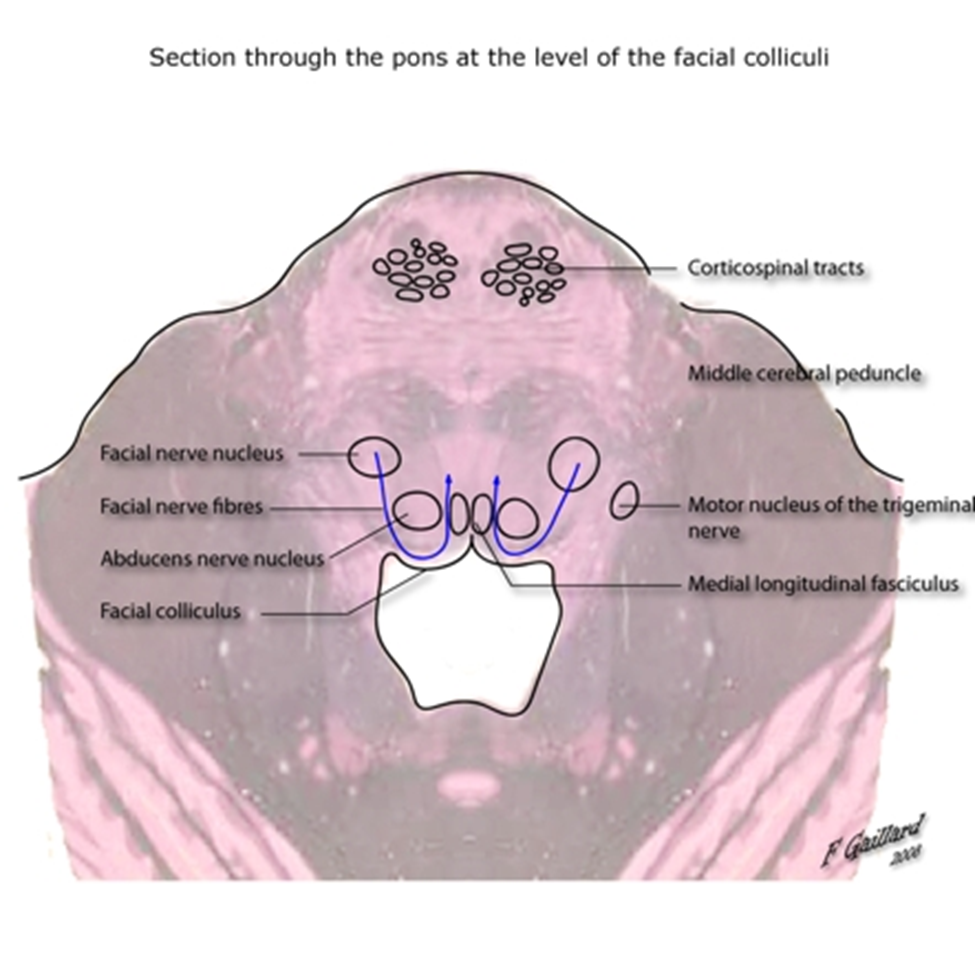 Section through the pons at the level of the facial colliculi
Corticospinal tracts
Middle cerebral peduncle
Facial nerve nucleus
Facial nerve fibres
Abducens nerve nucleus
Facial colliculus
Motor nucleus of the trigeminal
nerve
Medial longitudinal fasciculus
F Gaillard
2008